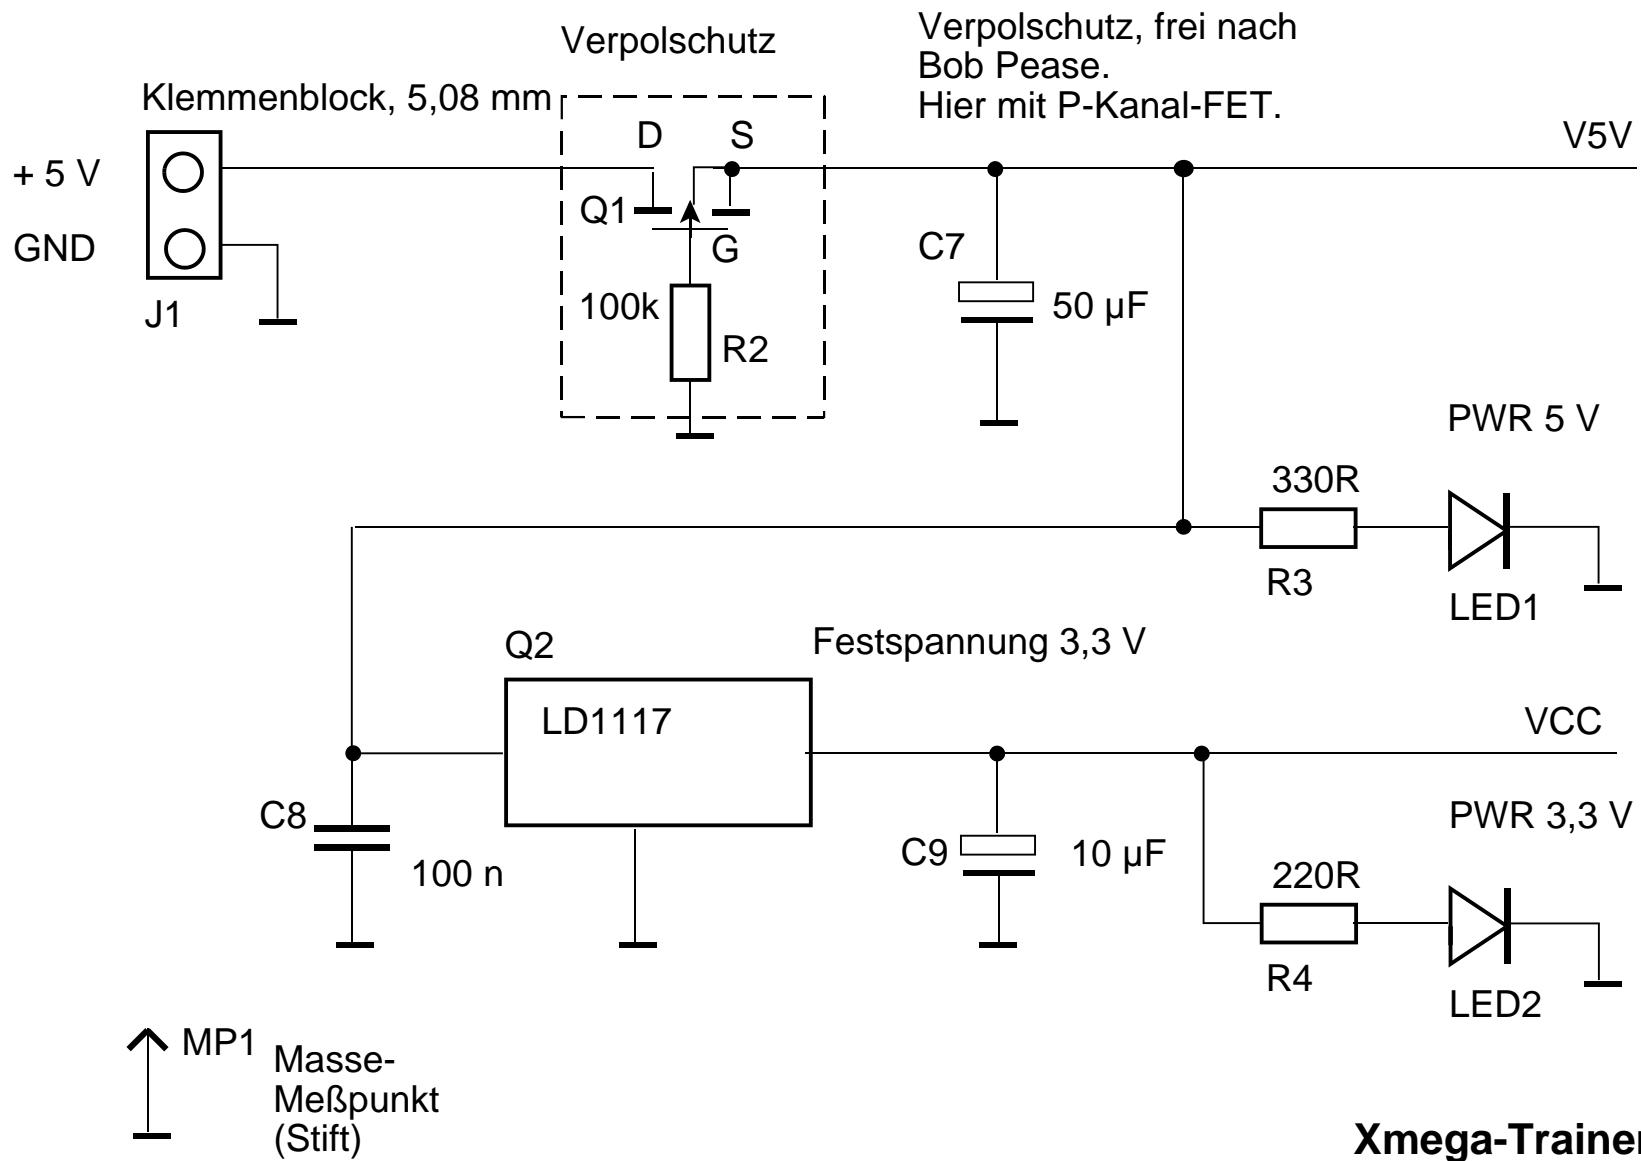 Verpolschutz
Verpolschutz, frei nach
Bob Pease.
Hier mit P-Kanal-FET.
Klemmenblock, 5,08 mm
D
S
V5V
+ 5 V
Q1
G
GND
C7
J1
100k
R2
50 µF
PWR 5 V
330R
R3
LED1
Q2
Festspannung 3,3 V
LD1117
VCC
C8
100 n
C9
10 µF
PWR 3,3 V
220R
R4
LED2
MP1
Masse-
Meßpunkt
(Stift)
Xmega-Trainer